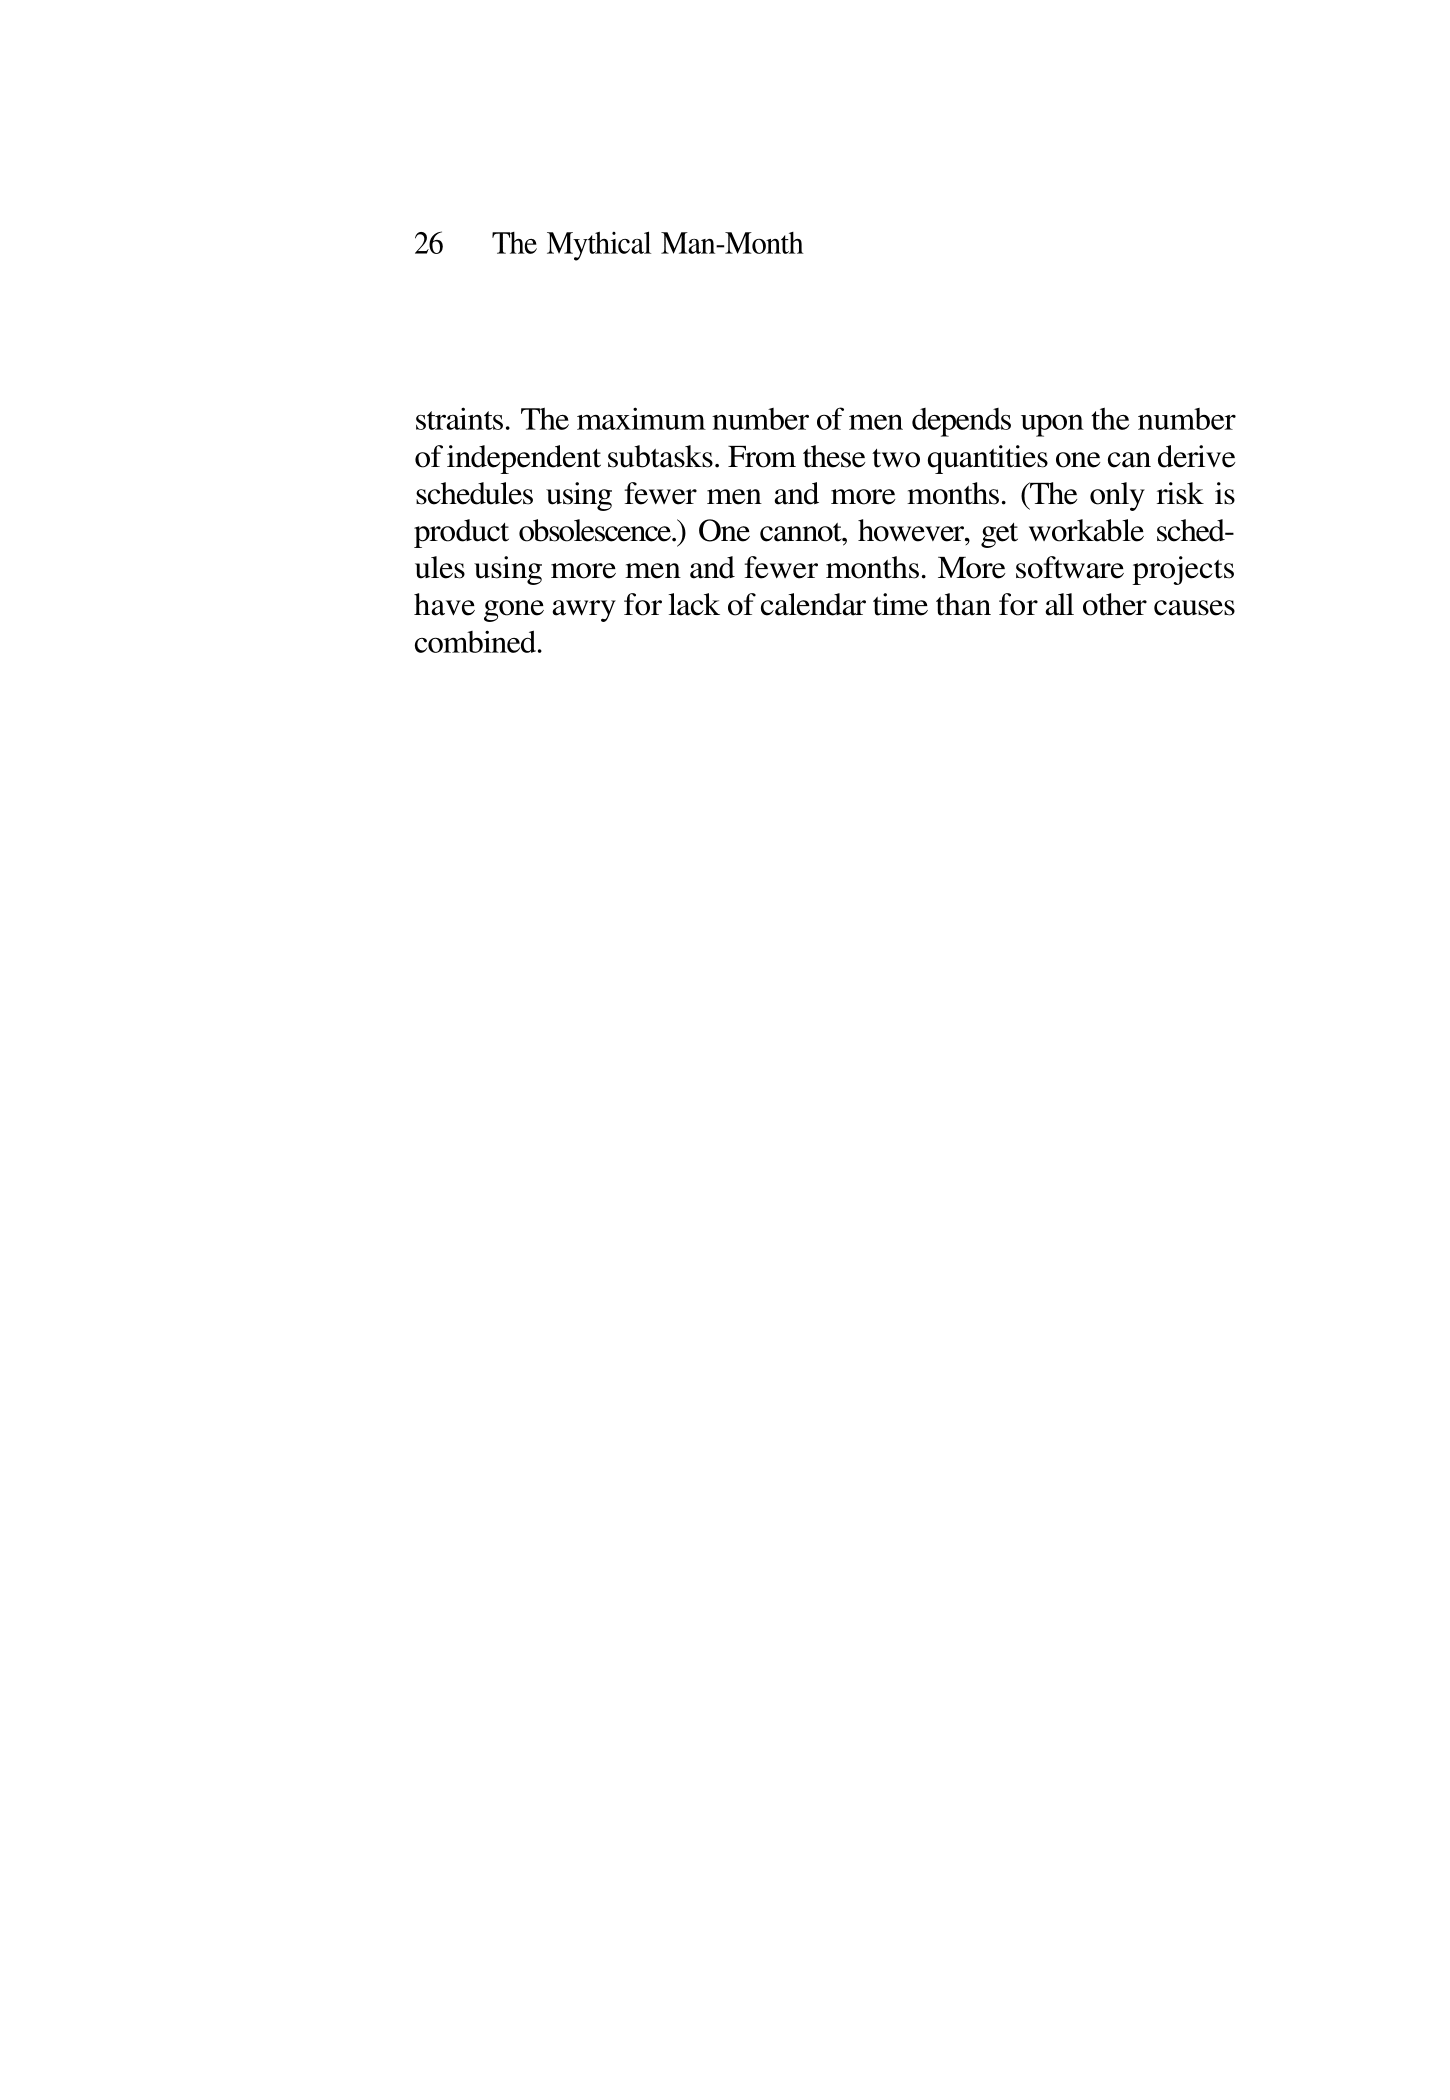 26 The Mythical Man-Month
straints. The maximum number of men depends upon the number
of independent subtasks. From these two quantities one can derive
schedules using fewer men and more months. (The only risk is
product obsolescence.) One cannot, however, get workable sched-
ules using more men and fewer months. More software projects
have gone awry for lack of calendar time than for all other causes
combined.